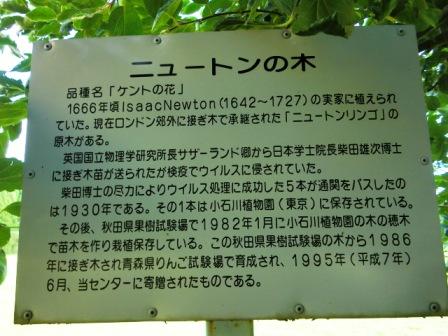 ニュートンの木
品種名「ケントの花」
1666年頃IsaacNewton(1642～1727)の実家に植えられ
ていた。現在ロンドン郊外に接ぎ木で承継された「ニュートンリンゴ」の
原木がある。
英国国立物理学研究所長サザーランド卿から日本学士院長柴田雄次博士
に接ぎ木苗が送られたが検疫でウイルスに侵されていた。
柴田博士の尽力によりウイルス処理に成功した5本が通関をパスしたの
は1930年である。その1本は小石川植物園(東京)に保存されている。
その後、秋田県果樹試験場で1982年1月に小石川植物園の木の穂木
で苗木を作り栽植保存している。この秋田県果樹試験場の木から1986
年に接ぎ木され青森県りんご試験場で育成され、1995年(平成7年)
6月、当センターに寄贈されたものである。